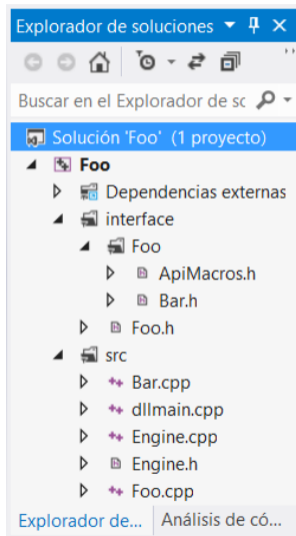 Explorador de soluciones
Buscar en el Explorador de sc
Solución 'Foo' (1 proyecto)
Foo
Dependencias externas
interface
Foo
ApiMacros.h
Bar.h
Foo.h
src
Bar.cpp
dllmain.cpp
Engine.cpp
Engine.h
Foo.cpp
Explorador de... Análisis de có...